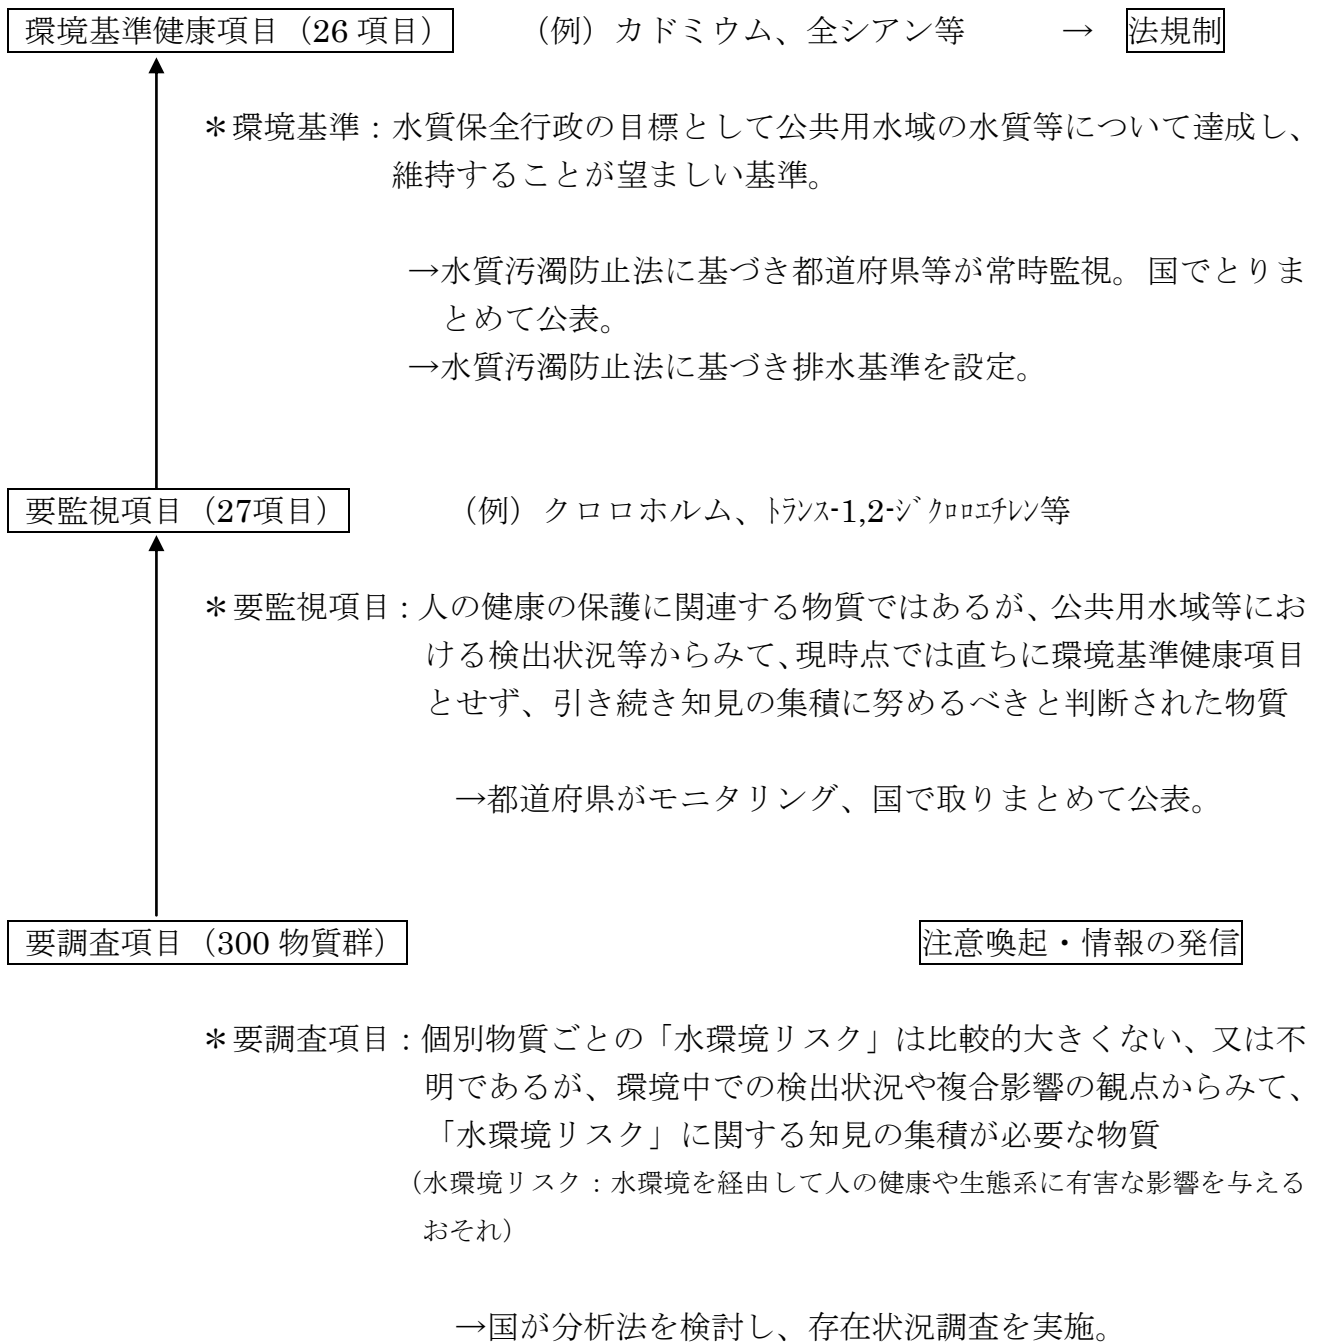 環境基準健康項目（26 項目） （例）カドミウム、全シアン等 → 法規制
＊環境基準：水質保全行政の目標として公共用水域の水質等について達成し、
維持することが望ましい基準。
→水質汚濁防止法に基づき都道府県等が常時監視。国でとりま
とめて公表。
→水質汚濁防止法に基づき排水基準を設定。
要監視項目（27項目） （例）クロロホルム、ﾄﾗﾝｽ-1,2-ｼﾞｸﾛﾛｴﾁﾚﾝ等
＊要監視項目：人の健康の保護に関連する物質ではあるが、公共用水域等にお
ける検出状況等からみて、現時点では直ちに環境基準健康項目
とせず、引き続き知見の集積に努めるべきと判断された物質
→都道府県がモニタリング、国で取りまとめて公表。
要調査項目（300 物質群） 注意喚起・情報の発信
＊要調査項目：個別物質ごとの「水環境リスク」は比較的大きくない、又は不
明であるが、環境中での検出状況や複合影響の観点からみて、
「水環境リスク」に関する知見の集積が必要な物質
（水環境リスク：水環境を経由して人の健康や生態系に有害な影響を与える
おそれ）
→国が分析法を検討し、存在状況調査を実施。